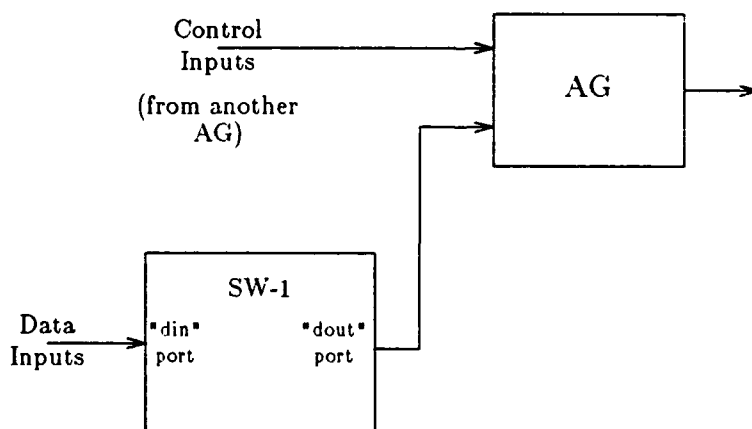 Control
Inputs
(from another
AG)
AG
SW-1
Data
Inputs
"din"
port
"dout"
port